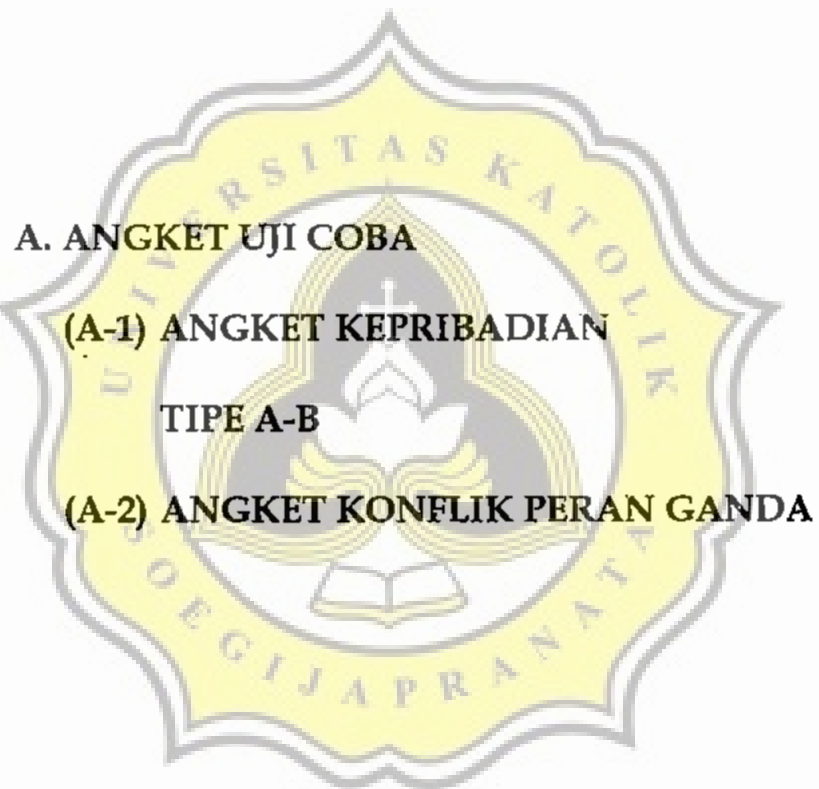 UNIVERSITAS KATOLIK
A. ANGKET UJI COBA
(A-1) ANGKET KEPRIBADIAN
TIPE A-B
(A-2) ANGKET KONFLIK PERAN GANDA
SOEGIJAPRANATA